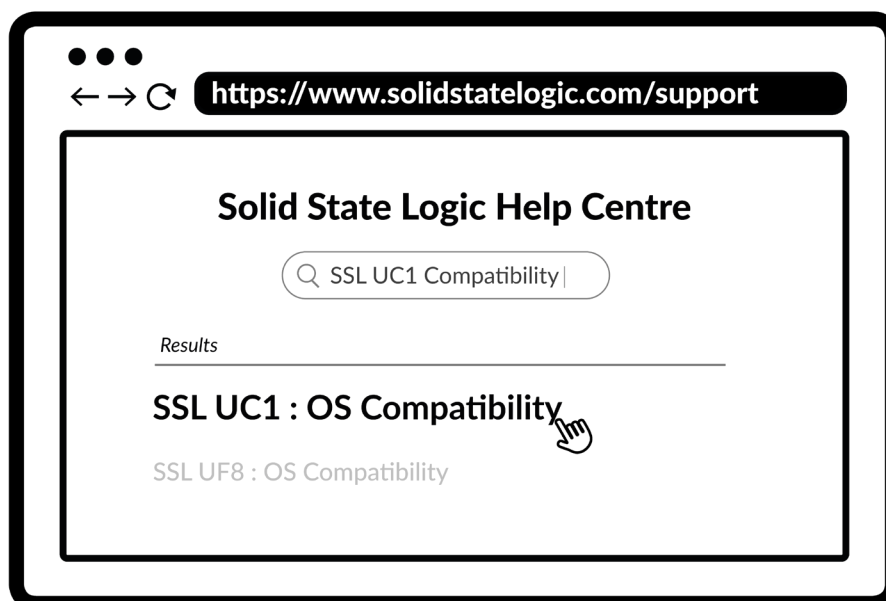 https://www.solidstatelogic.com/support
Solid State Logic Help Centre
SSL UC1 Compatibility
Results
SSL UC1 : OS Compatibility
SSL UF8 : OS Compatibility